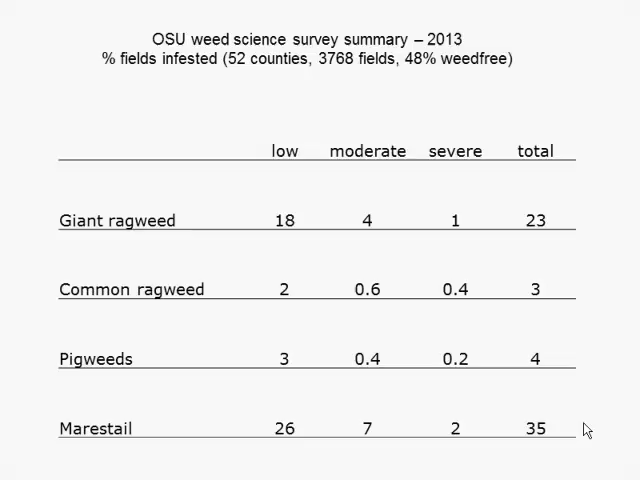 OSU weed science survey summary – 2013
% fields infested (52 counties, 3768 fields, 48% weedfree)
low moderate severe total
Giant ragweed 18 4 1 23
Common ragweed 2 0.6 0.4 3
Pigweeds 3 0.4 0.2 4
Marestail 26 7 2 35